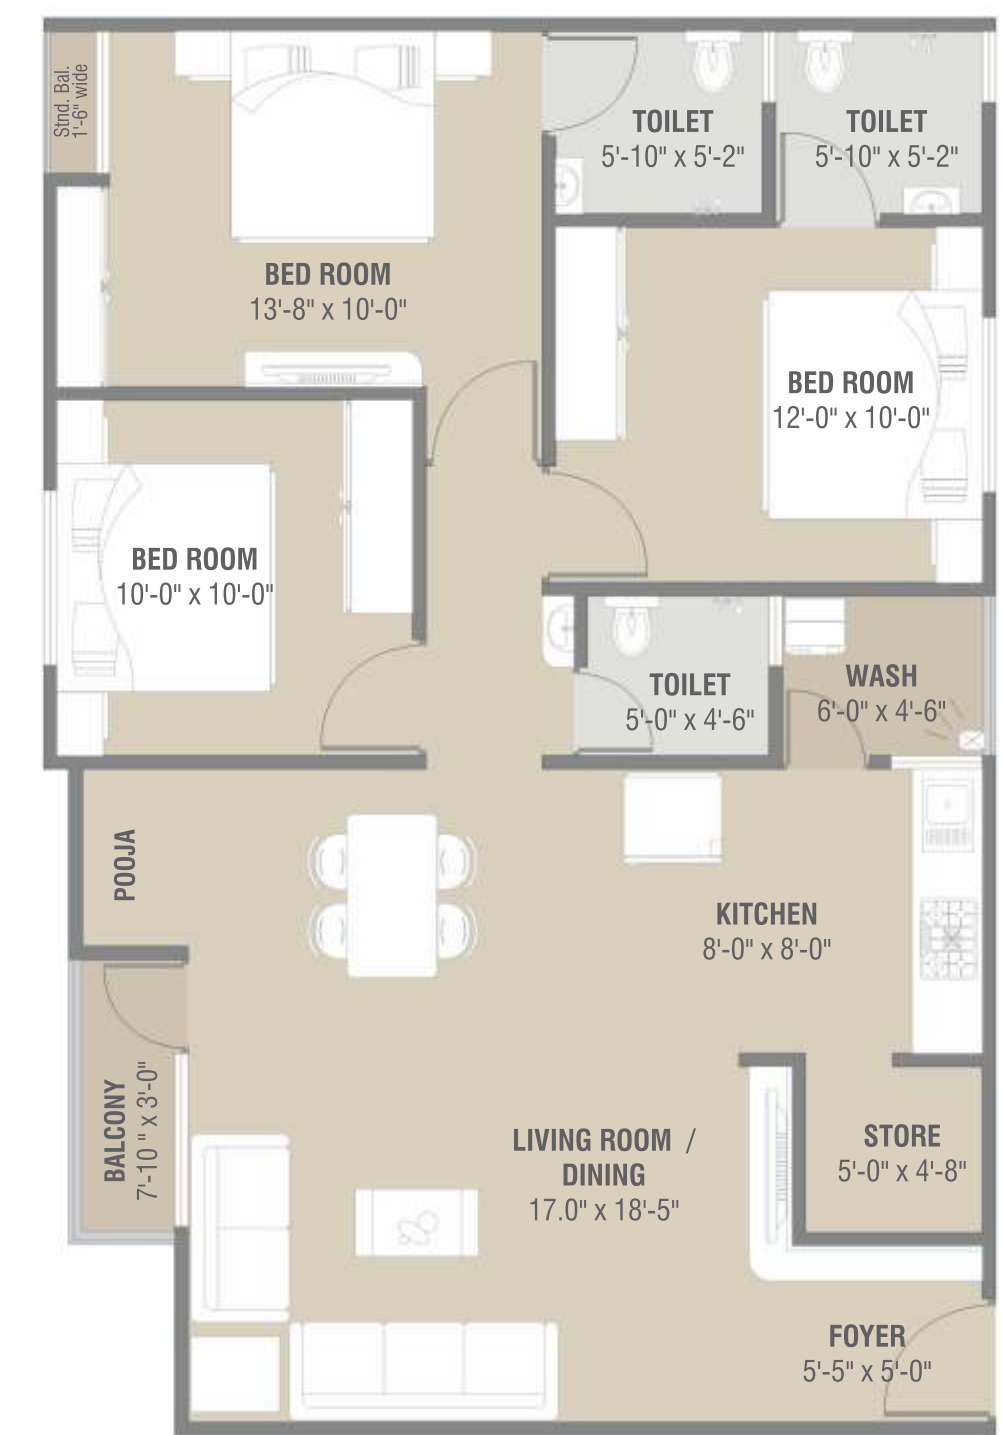 Stnd. Bal.
1'-6" wide
TOILET
5'-10" x 5'-2"
TOILET
5'-10" x 5'-2"
BED ROOM
13'-8" x 10'-0"
BED ROOM
12'-0" x 10'-0"
BED ROOM
10'-0" x 10'-0"
TOILET
5'-0" x 4'-6"
WASH
6'-0" x 4'-6"
POOJA
KITCHEN
8'-0" x 8'-0"
BALCONY
7'-10 " x 3'-0"
LIVING ROOM /
DINING
17.0" x 18'-5"
STORE
5'-0" x 4'-8"
FOYER
5'-5" x 5'-0"